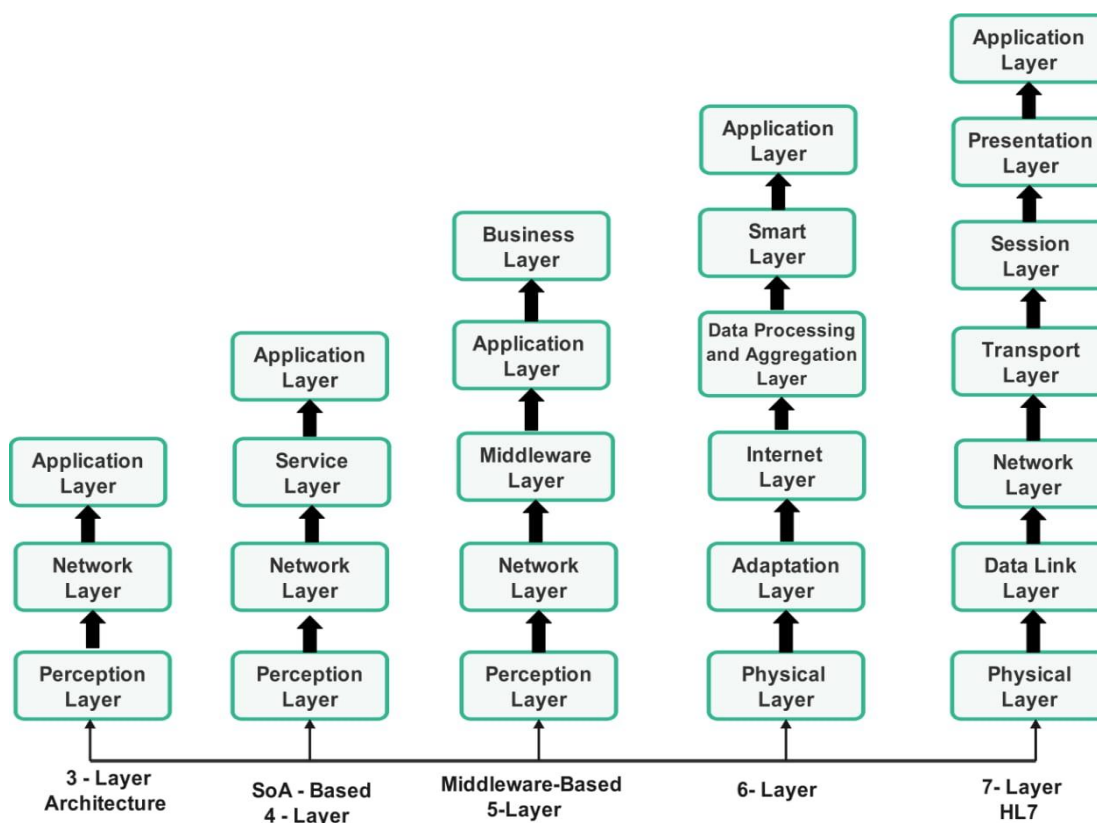 Application
Layer
Network
Layer
Perception
Layer
3 - Layer
Architecture
Application
Layer
Service
Layer
Network
Layer
Perception
Layer
SoA - Based
4 - Layer
Business
Layer
Application
Layer
Middleware
Layer
Network
Layer
Perception
Layer
Middleware-Based
5-Layer
Application
Layer
Smart
Layer
Data Processing
and Aggregation
Layer
Internet
Layer
Adaptation
Layer
Physical
Layer
6- Layer
Application
Layer
Presentation
Layer
Session
Layer
Transport
Layer
Network
Layer
Data Link
Layer
Physical
Layer
7- Layer
HL7